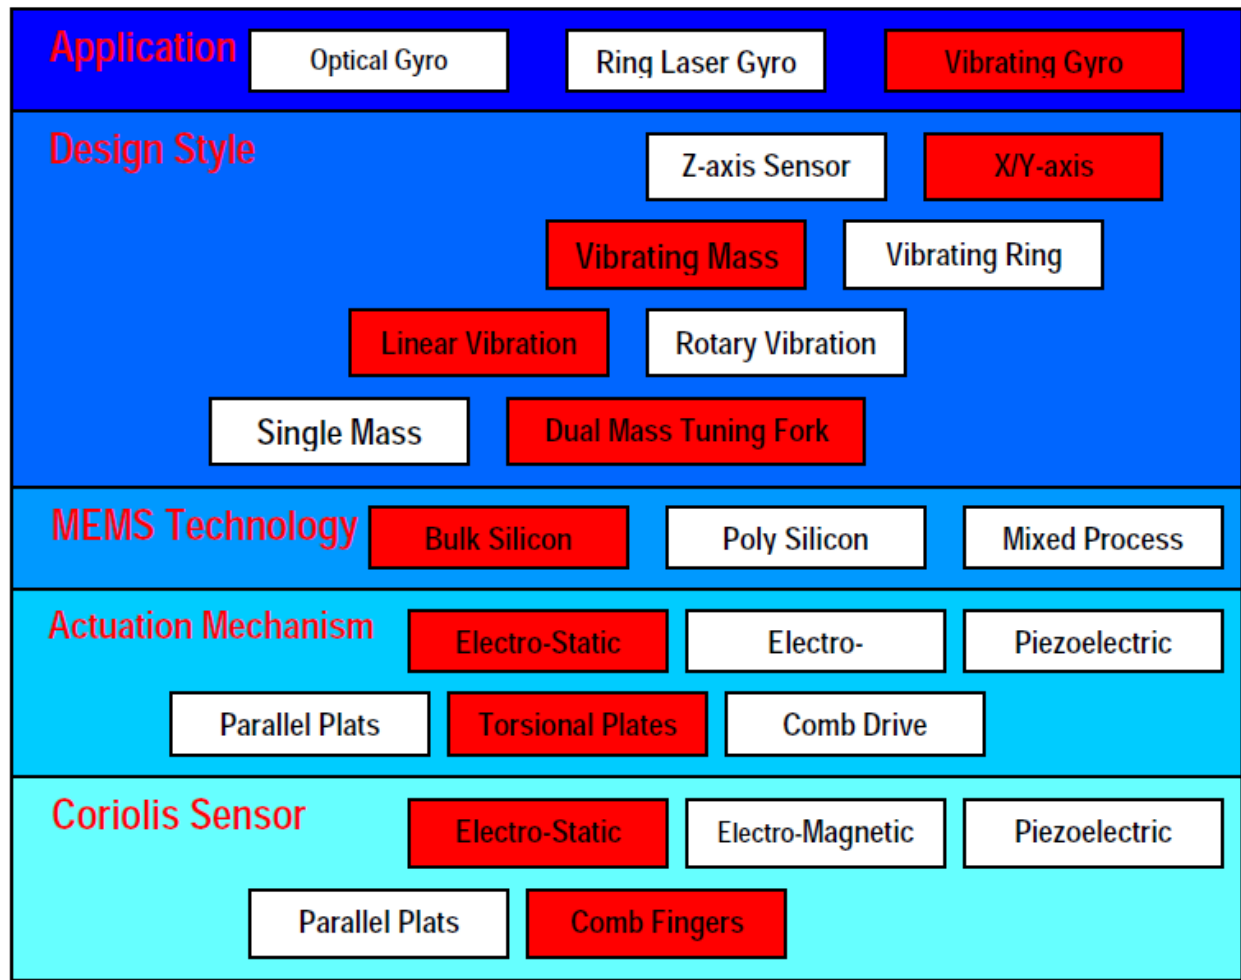 Application
Optical Gyro
Ring Laser Gyro
Vibrating Gyro
Design Style
Z-axis Sensor
X/Y-axis
Vibrating Mass
Vibrating Ring
Linear Vibration
Rotary Vibration
Single Mass
Dual Mass Tuning Fork
MEMS Technology
Bulk Silicon
Poly Silicon
Mixed Process
Actuation Mechanism
Electro-Static
Electro-
Piezoelectric
Parallel Plats
Torsional Plates
Comb Drive
Coriolis Sensor
Electro-Static
Electro-Magnetic
Piezoelectric
Parallel Plats
Comb Fingers